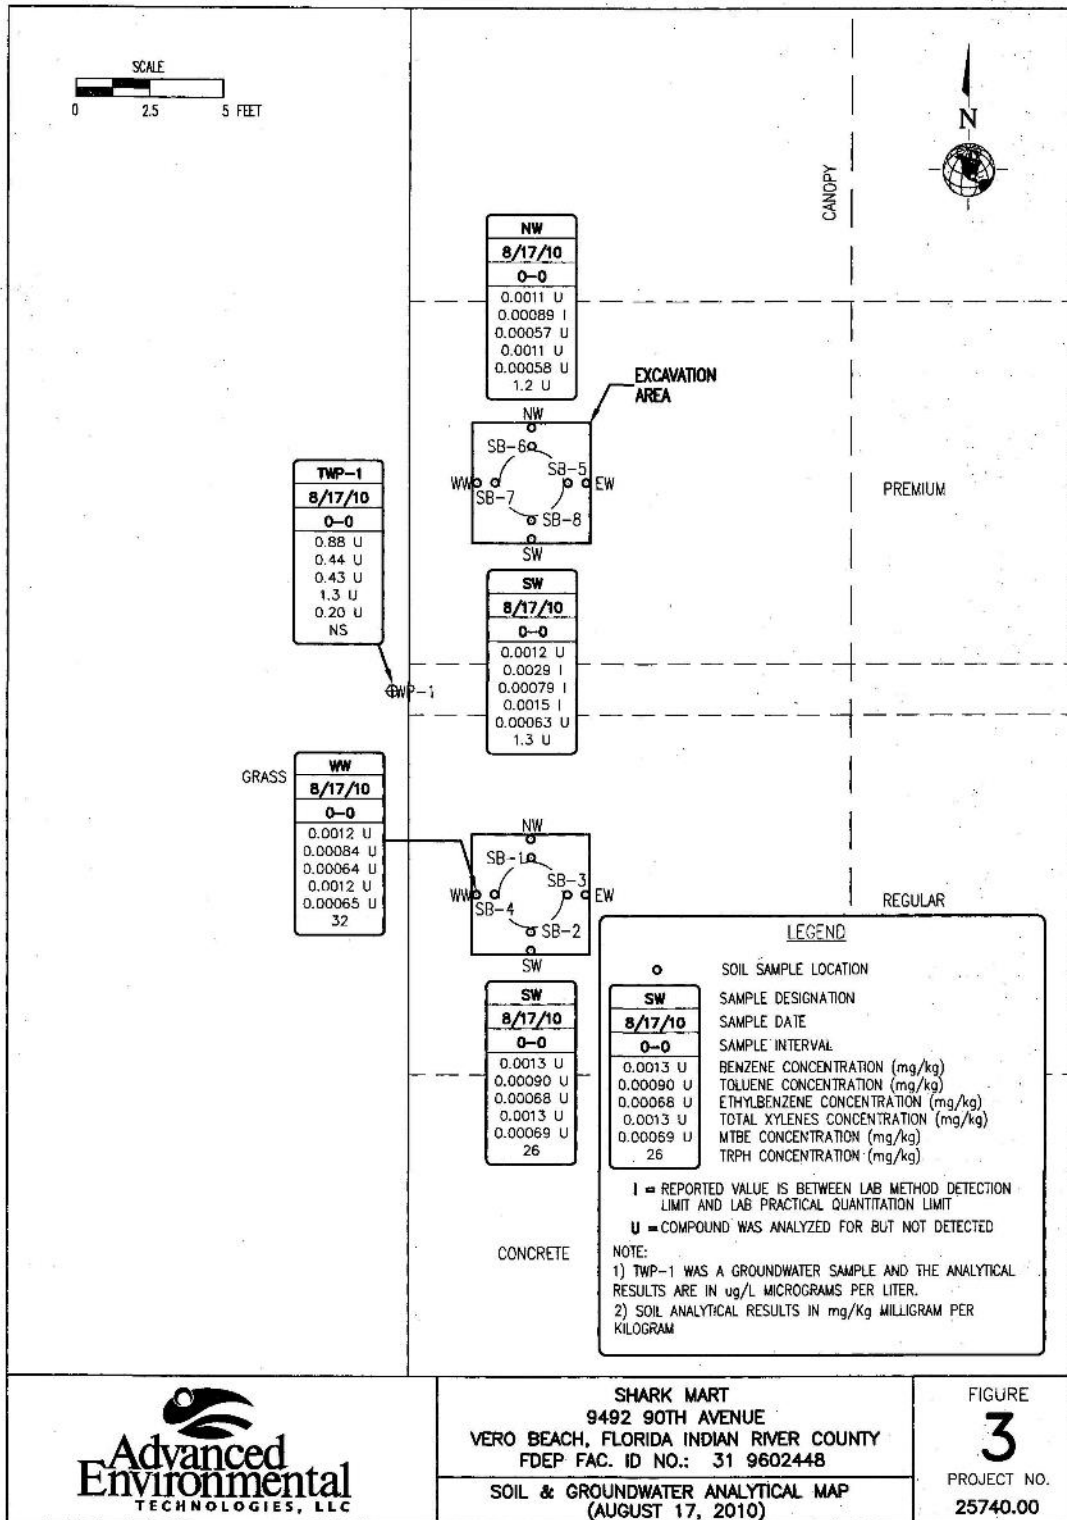 SCALE
0 2.5 5 FEET
N
CANOPY
NW
8/17/10
0-0
0.0011 U
0.00089 I
0.00057 U
0.0011 U
0.00058 U
1.2 U
EXCAVATION
AREA
NW
SB-6
SB-5
WW
EW
SB-7
SB-8
SW
PREMIUM
TWP-1
8/17/10
0-0
0.88 U
0.44 U
0.43 U
1.3 U
0.20 U
NS
SW
8/17/10
0-0
0.0012 U
0.0029 I
0.00079 I
0.0015 I
0.00063 U
1.3 U
TWP-1
GRASS
WW
8/17/10
0-0
0.0012 U
0.00084 U
0.00064 U
0.0012 U
0.00065 U
32
NW
SB-1
SB-3
WW
EW
SB-4
SB-2
SW
REGULAR
SW
8/17/10
0-0
0.0013 U
0.00090 U
0.00068 U
0.0013 U
0.00069 U
26
CONCRETE
LEGEND
SOIL SAMPLE LOCATION
SW SAMPLE DESIGNATION
8/17/10 SAMPLE DATE
0-0 SAMPLE INTERVAL
0.0013 U BENZENE CONCENTRATION (mg/kg)
0.00090 U TOLUENE CONCENTRATION (mg/kg)
0.00068 U ETHYLBENZENE CONCENTRATION (mg/kg)
0.0013 U TOTAL XYLENES CONCENTRATION (mg/kg)
0.00069 U MTBE CONCENTRATION (mg/kg)
26 TRPH CONCENTRATION (mg/kg)
I = REPORTED VALUE IS BETWEEN LAB METHOD DETECTION
LIMIT AND LAB PRACTICAL QUANTITATION LIMIT
U = COMPOUND WAS ANALYZED FOR BUT NOT DETECTED
NOTE:
1) TWP-1 WAS A GROUNDWATER SAMPLE AND THE ANALYTICAL
RESULTS ARE IN ug/L MICROGRAMS PER LITER.
2) SOIL ANALYTICAL RESULTS IN mg/Kg MILLIGRAM PER
KILOGRAM
Advanced
Environmental
TECHNOLOGIES, LLC
SHARK MART
9492 90TH AVENUE
VERO BEACH, FLORIDA INDIAN RIVER COUNTY
FDEP FAC. ID NO.: 31 9602448
SOIL & GROUNDWATER ANALYTICAL MAP
(AUGUST 17, 2010)
FIGURE
3
PROJECT NO.
25740.00